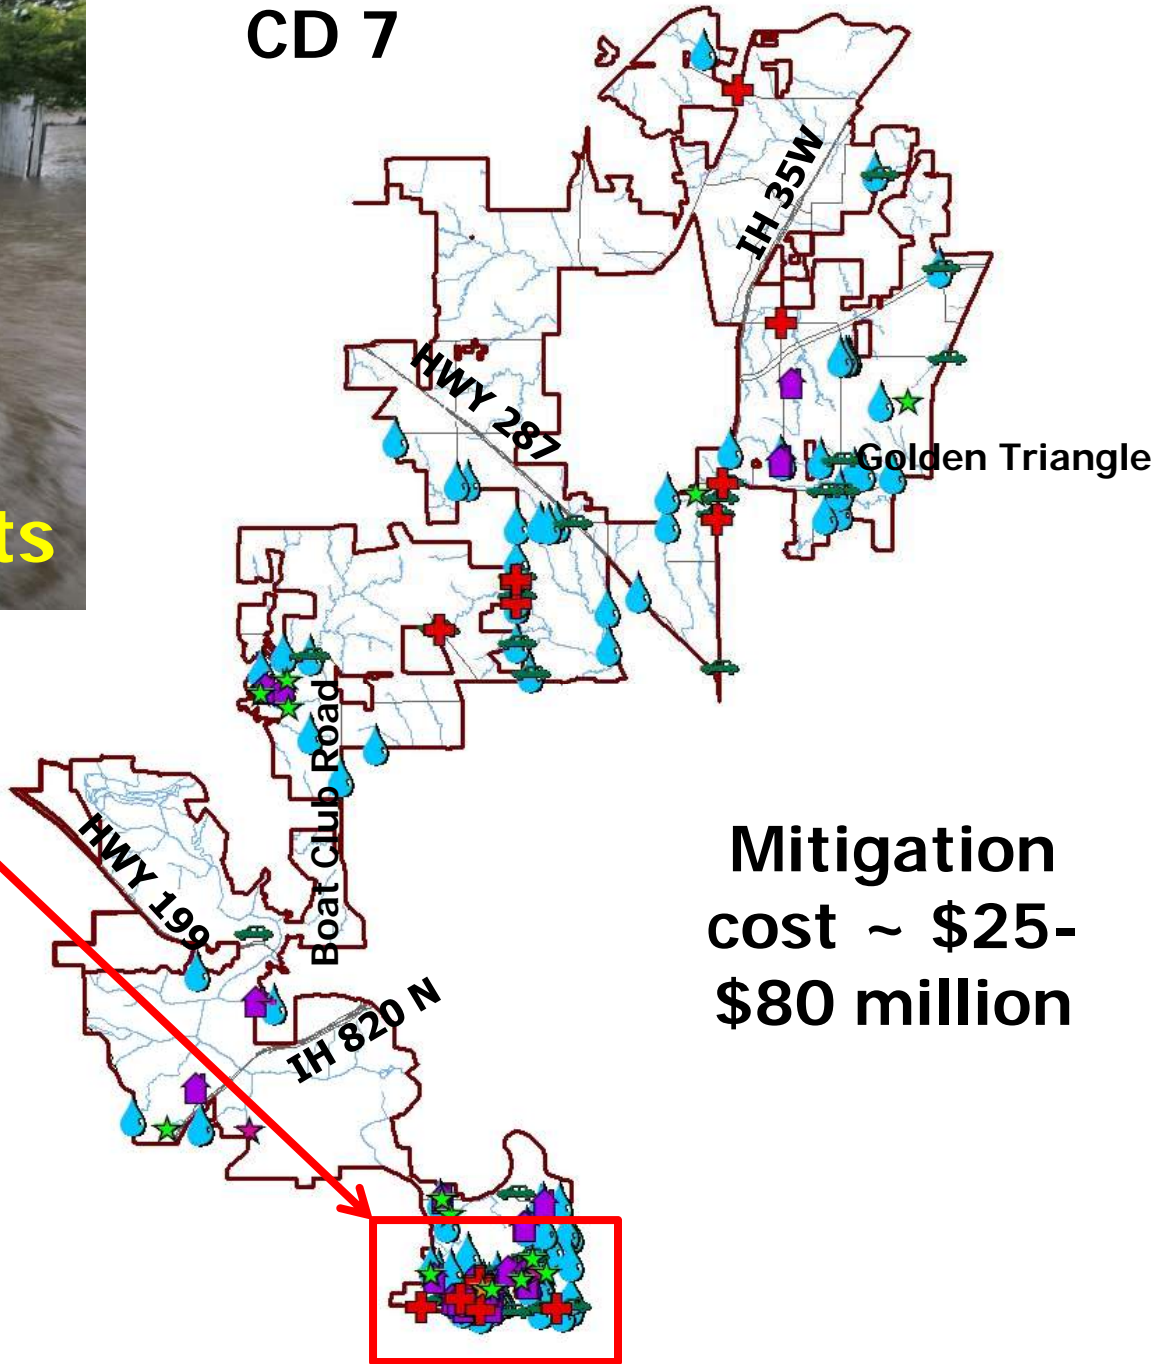 CD 7
IH 35W
HWY 287
Golden Triangle
ts
Boat Club Road
HWY 199
Mitigation
cost ~ $25-
$80 million
IH 820 N